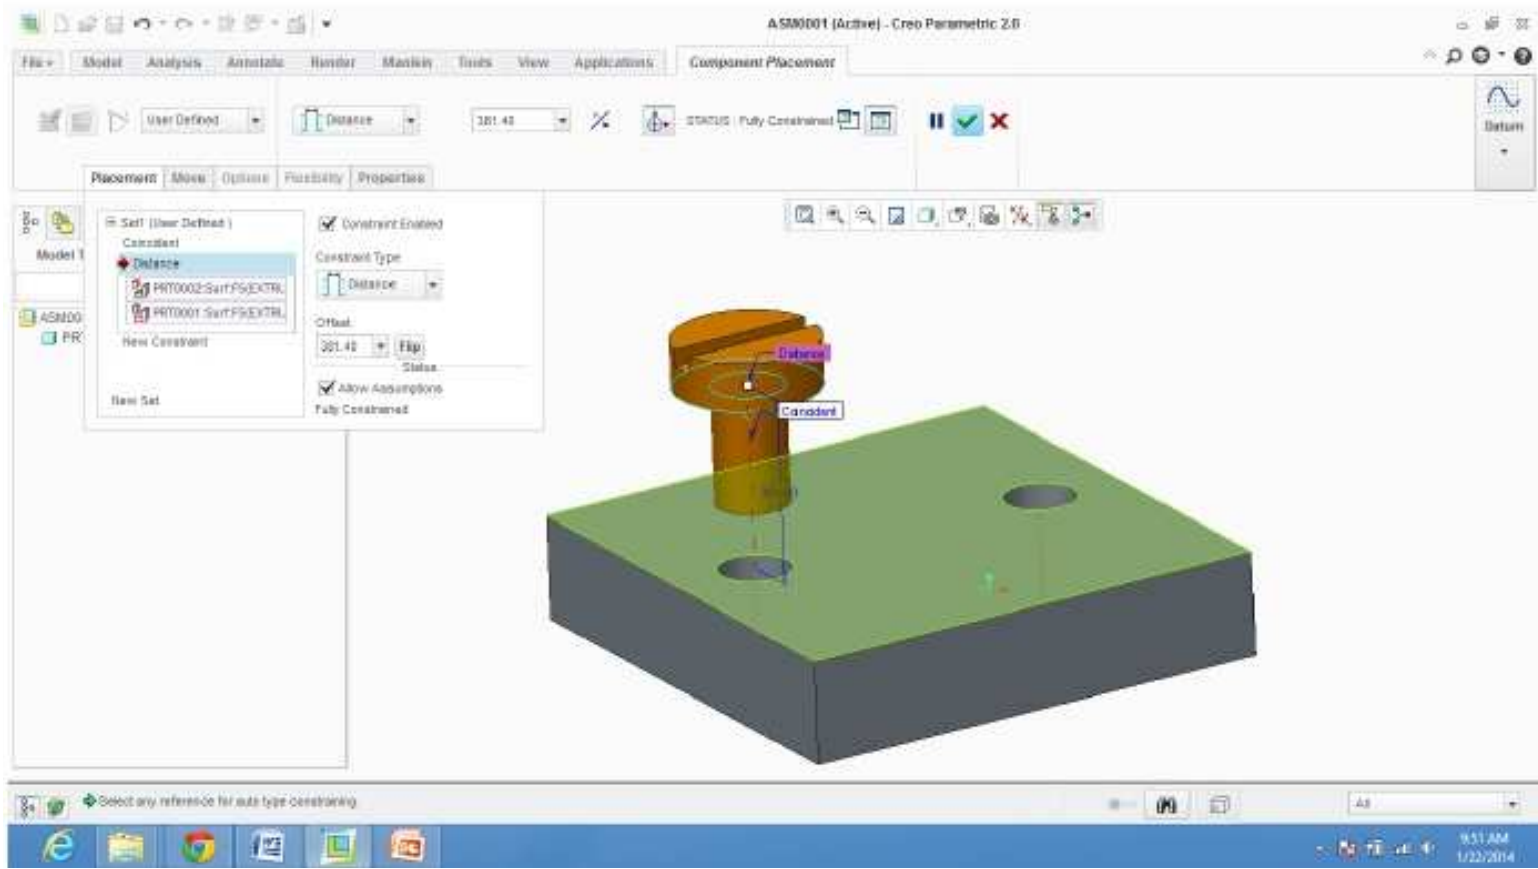 ASM0001 (Active) - Creo Parametric 2.0
File Model Analysis Annotate Render Manikin Tools View Applications Component Placement
User Defined Distance 381.40 STATUS : Fully Constrained Datum
Placement Move Options Flexibility Properties
Set1 (User Defined )
Coincident
Distance
PRT0002:Surf:F5(EXTRU
PRT0001:Surf:F5(EXTRU
New Constraint
New Set
Constraint Enabled
Constraint Type
Distance
Offset
381.40 Flip
Status
Allow Assumptions
Fully Constrained
Model T
ASM00
PR
Distance
Coincident
Select any reference for auto type constraining.
All
9:51 AM
1/22/2014